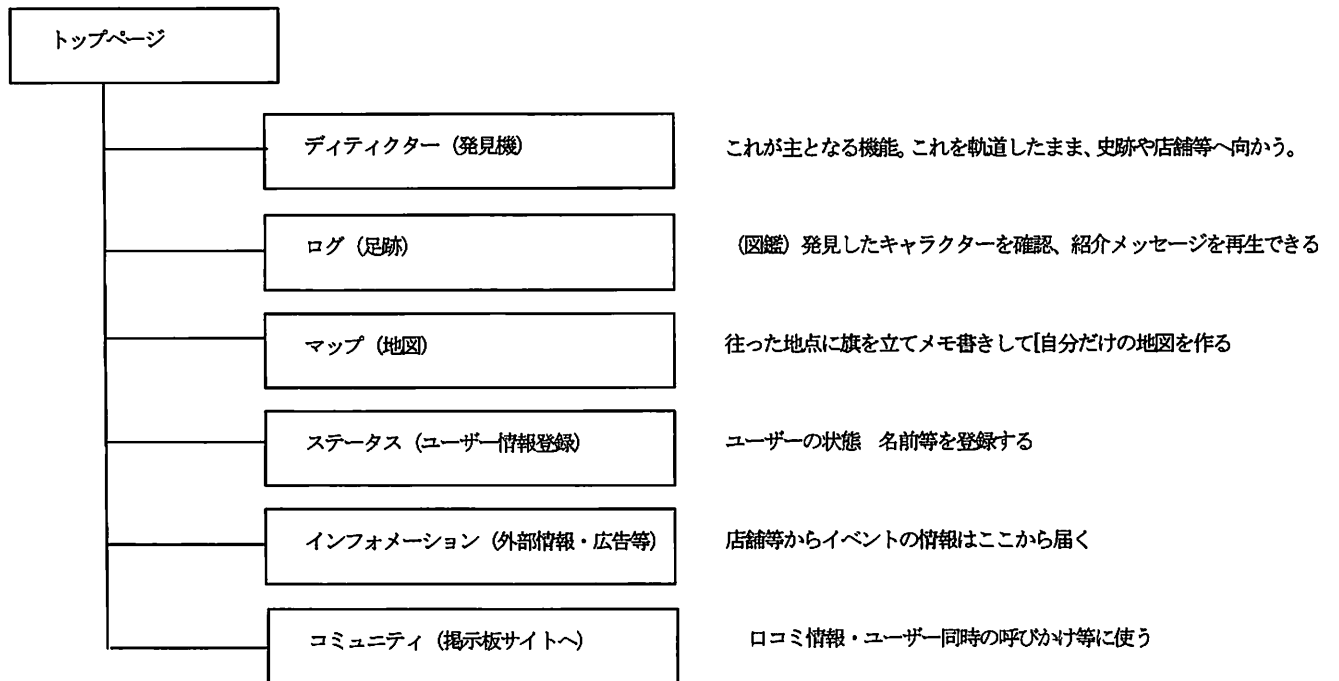 トップページ
ディティクター（発見機） これが主となる機能。これを軌道したまま、史跡や店舗等へ向かう。
ログ（足跡） （図鑑）発見したキャラクターを確認、紹介メッセージを再生できる
マップ（地図） 往った地点に旗を立てメモ書きして[自分だけの地図を作る
ステータス（ユーザー情報登録） ユーザーの状態　名前等を登録する
インフォメーション（外部情報・広告等） 店舗等からイベントの情報はここから届く
コミュニティ（掲示板サイトへ） 口コミ情報・ユーザー同時の呼びかけ等に使う